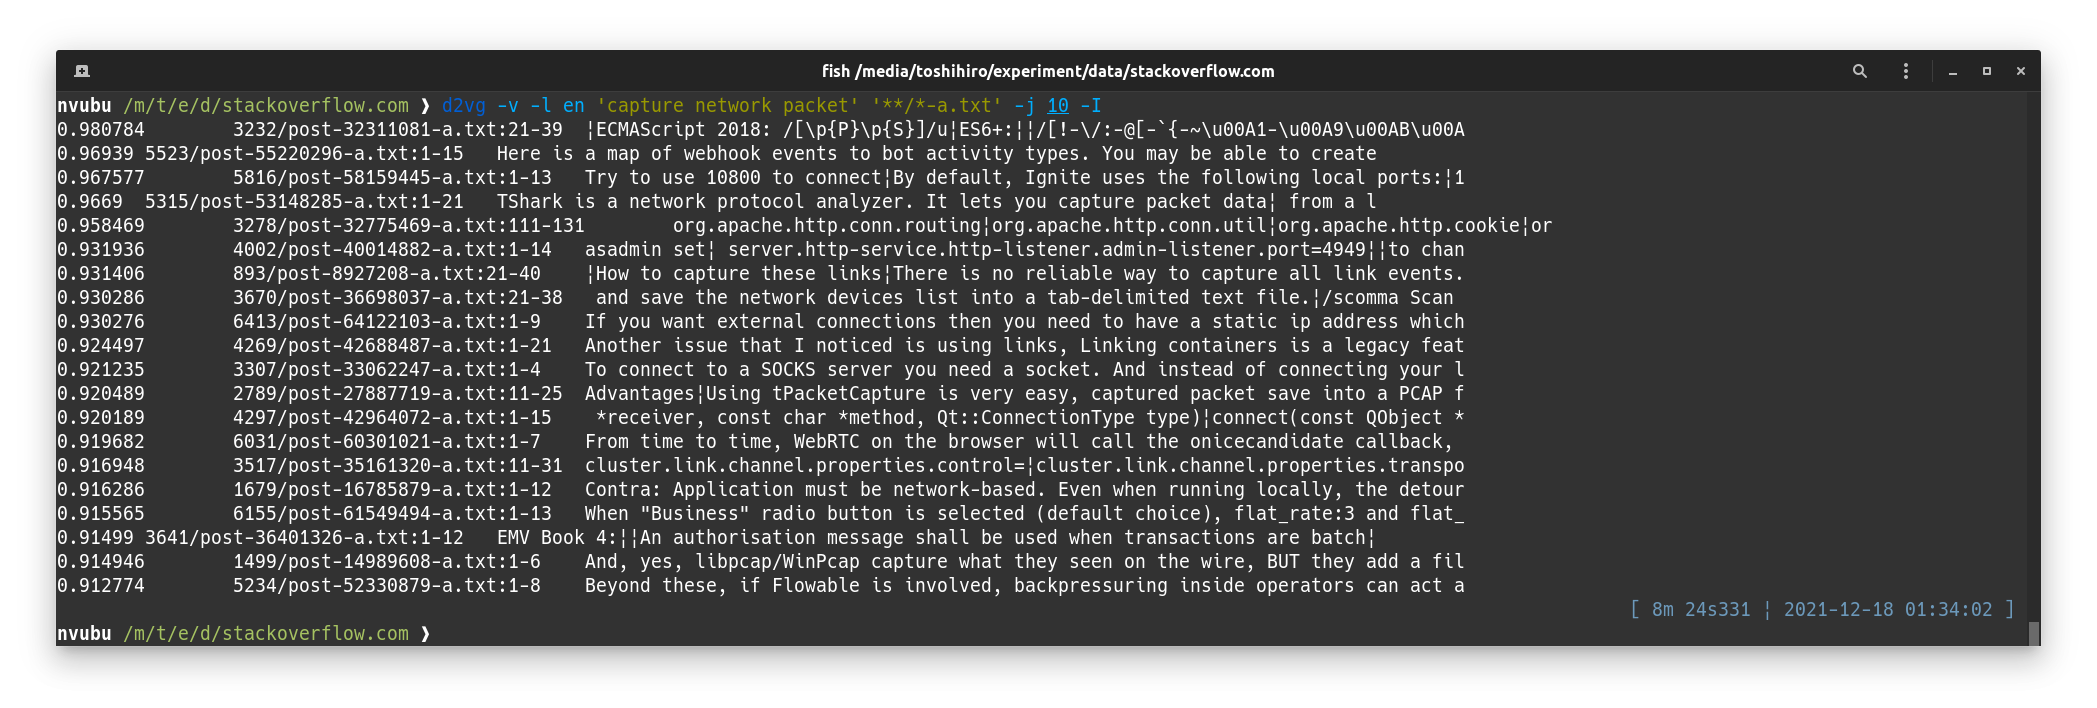 fish /media/toshihiro/experiment/data/stackoverflow.com
nvubu /m/t/e/d/stackoverflow.com ❯ d2vg -v -l en 'capture network packet' '**/*-a.txt' -j 10 -I
0.980784 3232/post-32311081-a.txt:21-39 ¦ECMAScript 2018: /[\p{P}\p{S}]/u¦ES6+:¦¦/[!-\/:-@[-`{-~\u00A1-\u00A9\u00AB\u00A
0.96939 5523/post-55220296-a.txt:1-15 Here is a map of webhook events to bot activity types. You may be able to create
0.967577 5816/post-58159445-a.txt:1-13 Try to use 10800 to connect¦By default, Ignite uses the following local ports:¦1
0.9669 5315/post-53148285-a.txt:1-21 TShark is a network protocol analyzer. It lets you capture packet data¦ from a l
0.958469 3278/post-32775469-a.txt:111-131 org.apache.http.conn.routing¦org.apache.http.conn.util¦org.apache.http.cookie¦or
0.931936 4002/post-40014882-a.txt:1-14 asadmin set¦ server.http-service.http-listener.admin-listener.port=4949¦¦to chan
0.931406 893/post-8927208-a.txt:21-40 ¦How to capture these links¦There is no reliable way to capture all link events.
0.930286 3670/post-36698037-a.txt:21-38 and save the network devices list into a tab-delimited text file.¦/scomma Scan
0.930276 6413/post-64122103-a.txt:1-9 If you want external connections then you need to have a static ip address which
0.924497 4269/post-42688487-a.txt:1-21 Another issue that I noticed is using links, Linking containers is a legacy feat
0.921235 3307/post-33062247-a.txt:1-4 To connect to a SOCKS server you need a socket. And instead of connecting your l
0.920489 2789/post-27887719-a.txt:11-25 Advantages¦Using tPacketCapture is very easy, captured packet save into a PCAP f
0.920189 4297/post-42964072-a.txt:1-15 *receiver, const char *method, Qt::ConnectionType type)¦connect(const QObject *
0.919682 6031/post-60301021-a.txt:1-7 From time to time, WebRTC on the browser will call the onicecandidate callback,
0.916948 3517/post-35161320-a.txt:11-31 cluster.link.channel.properties.control=¦cluster.link.channel.properties.transpo
0.916286 1679/post-16785879-a.txt:1-12 Contra: Application must be network-based. Even when running locally, the detour
0.915565 6155/post-61549494-a.txt:1-13 When "Business" radio button is selected (default choice), flat_rate:3 and flat_
0.91499 3641/post-36401326-a.txt:1-12 EMV Book 4:¦¦An authorisation message shall be used when transactions are batch¦
0.914946 1499/post-14989608-a.txt:1-6 And, yes, libpcap/WinPcap capture what they seen on the wire, BUT they add a fil
0.912774 5234/post-52330879-a.txt:1-8 Beyond these, if Flowable is involved, backpressuring inside operators can act a
[ 8m 24s331 ¦ 2021-12-18 01:34:02 ]
nvubu /m/t/e/d/stackoverflow.com ❯